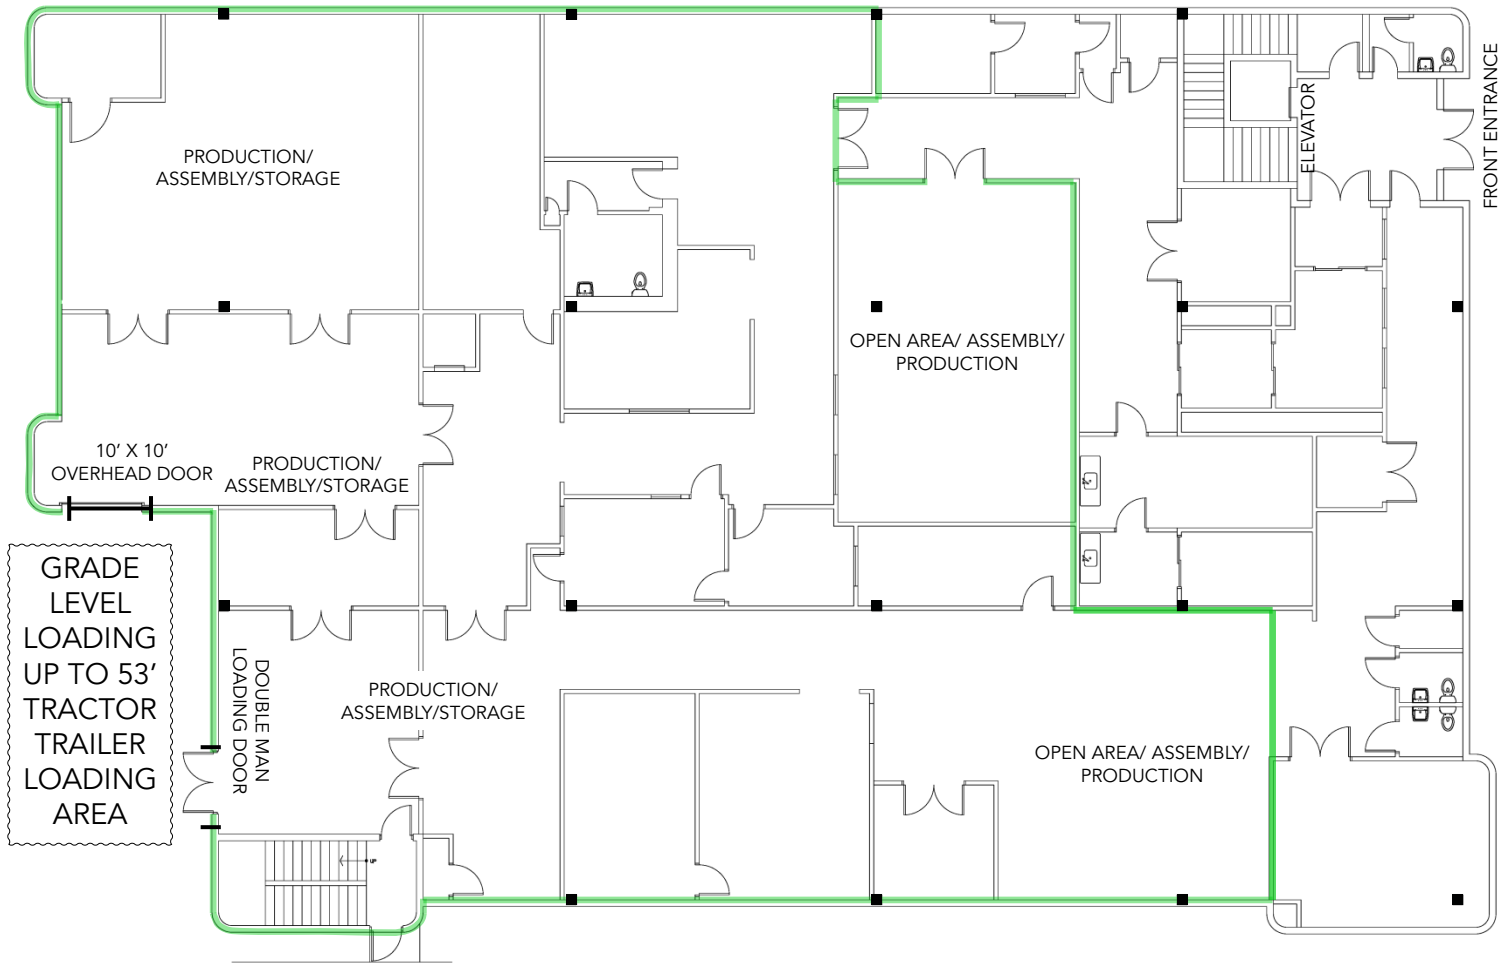 FRONT ENTRANCE
ELEVATOR
PRODUCTION/
ASSEMBLY/STORAGE
OPEN AREA/ ASSEMBLY/
PRODUCTION
10’ X 10’
OVERHEAD DOOR
PRODUCTION/
ASSEMBLY/STORAGE
GRADE
LEVEL
LOADING
UP TO 53’
TRACTOR
TRAILER
LOADING
AREA
DOUBLE MAN
LOADING DOOR
PRODUCTION/
ASSEMBLY/STORAGE
OPEN AREA/ ASSEMBLY/
PRODUCTION
UP